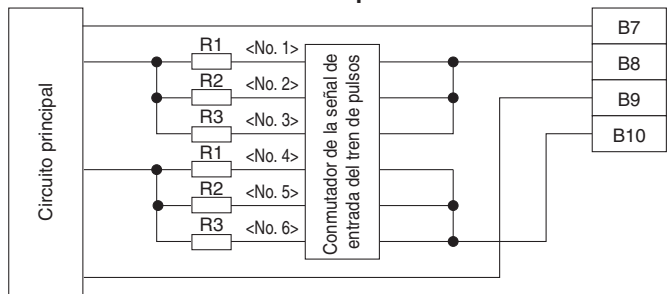 Circuito principal
R1 <No. 1>
R2 <No. 2>
R3 <No. 3>
R1 <No. 4>
R2 <No. 5>
R3 <No. 6>
Conmutador de la señal de
entrada del tren de pulsos
B7
B8
B9
B10